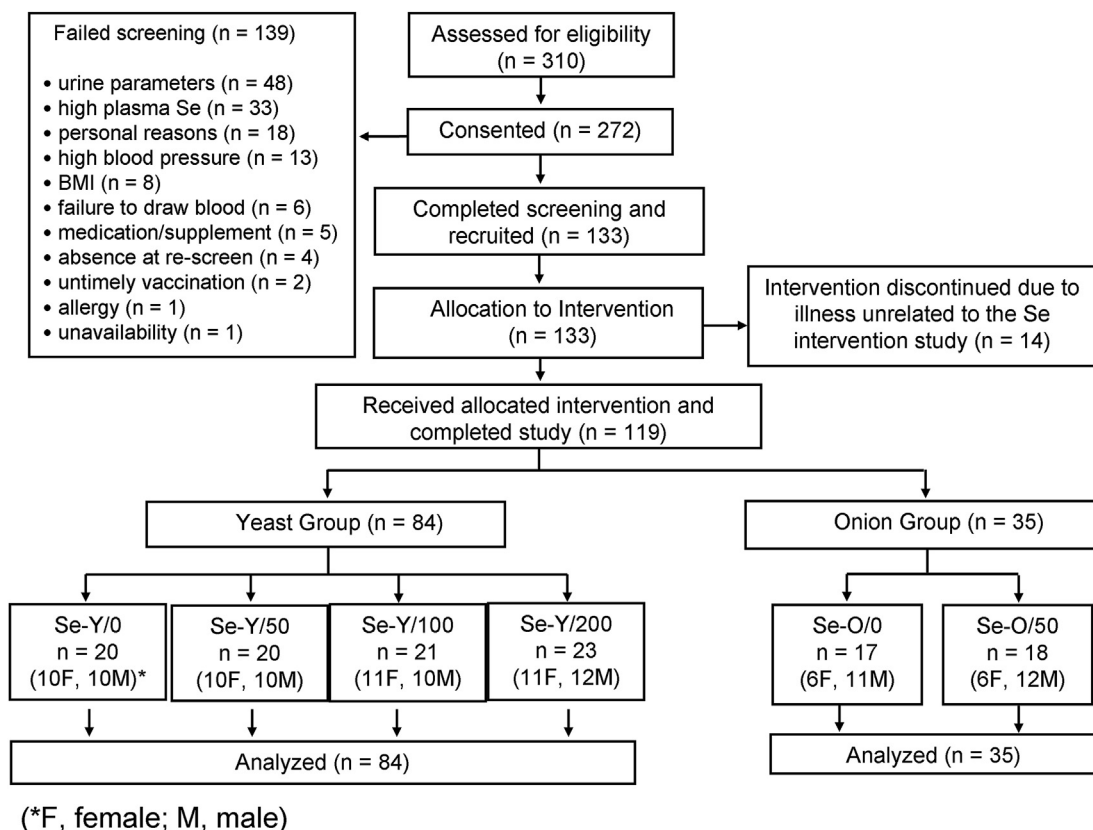 Failed screening (n = 139)
• urine parameters (n = 48)
• high plasma Se (n = 33)
• personal reasons (n = 18)
• high blood pressure (n = 13)
• BMI (n = 8)
• failure to draw blood (n = 6)
• medication/supplement (n = 5)
• absence at re-screen (n = 4)
• untimely vaccination (n = 2)
• allergy (n = 1)
• unavailability (n = 1)
Assessed for eligibility
(n = 310)
Consented (n = 272)
Completed screening and
recruited (n = 133)
Allocation to Intervention
(n = 133)
Intervention discontinued due to
illness unrelated to the Se
intervention study (n = 14)
Received allocated intervention and
completed study (n = 119)
Yeast Group (n = 84)
Onion Group (n = 35)
Se-Y/0
n = 20
(10F, 10M)*
Se-Y/50
n = 20
(10F, 10M)
Se-Y/100
n = 21
(11F, 10M)
Se-Y/200
n = 23
(11F, 12M)
Se-O/0
n = 17
(6F, 11M)
Se-O/50
n = 18
(6F, 12M)
Analyzed (n = 84)
Analyzed (n = 35)
(*F, female; M, male)